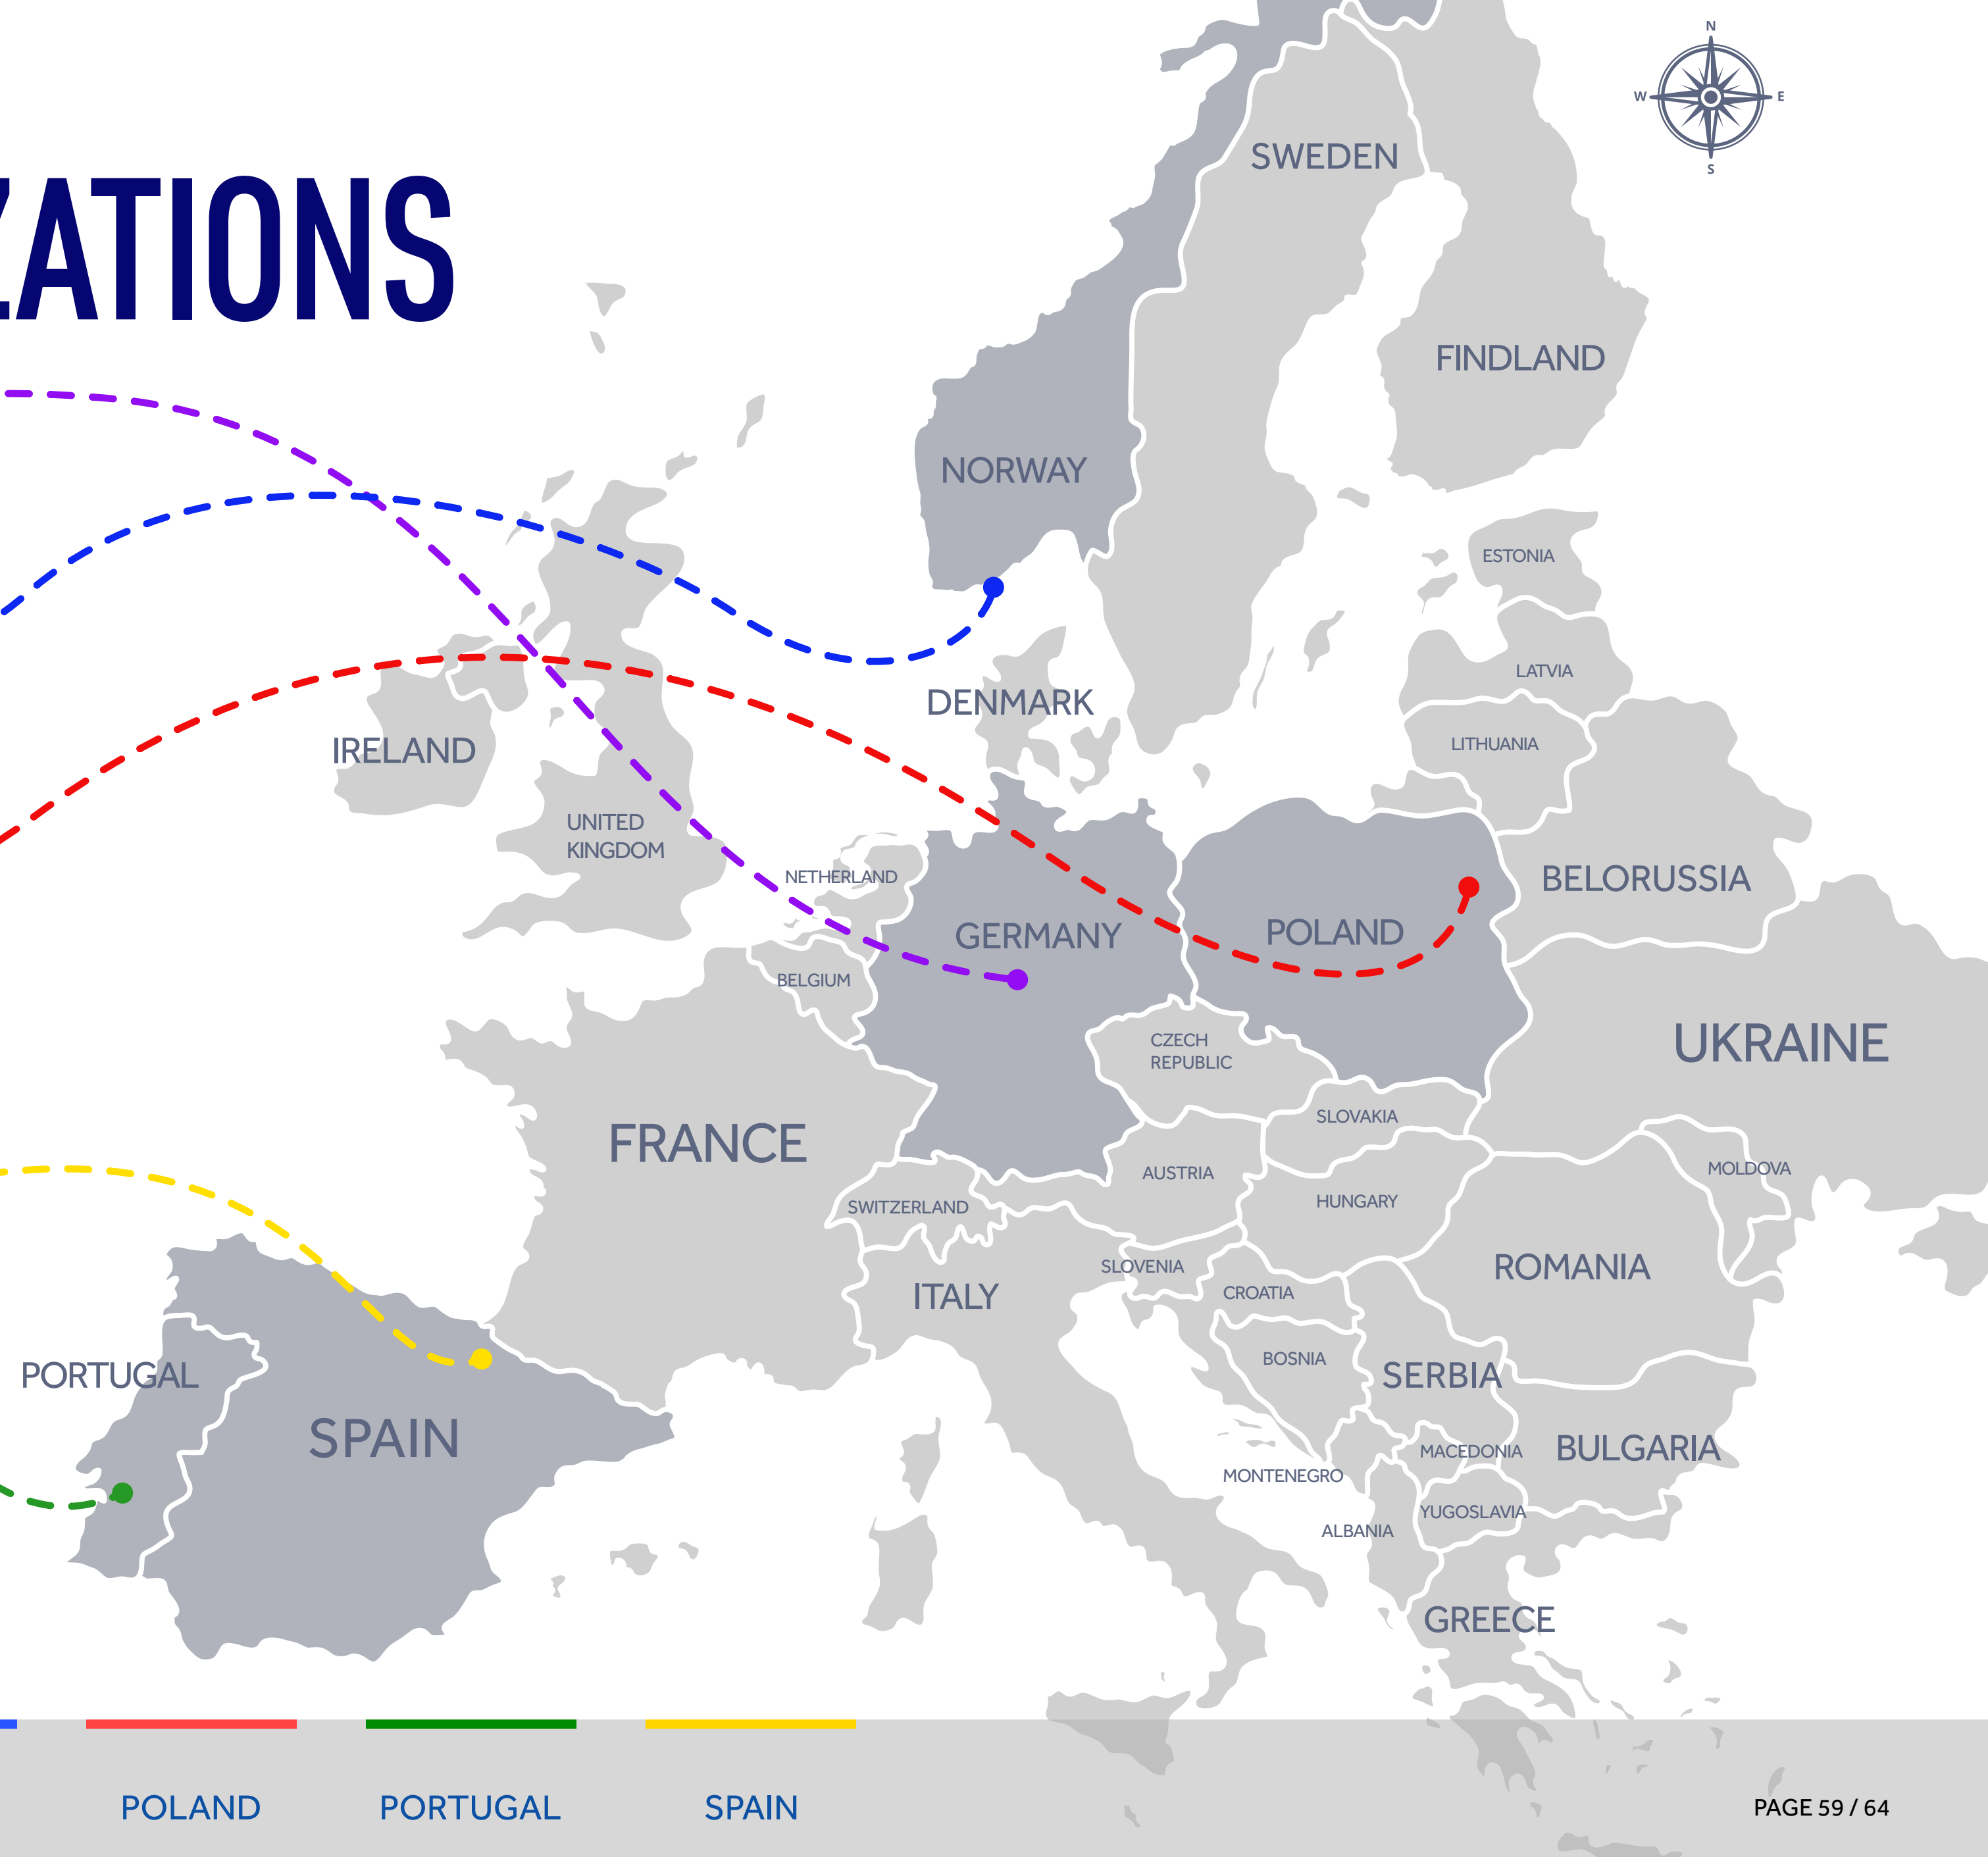 N
W E
S
ZATIONS
SWEDEN
FINDLAND
NORWAY
ESTONIA
LATVIA
DENMARK
LITHUANIA
IRELAND
UNITED
KINGDOM
NETHERLAND
BELORUSSIA
GERMANY
POLAND
BELGIUM
CZECH
REPUBLIC
UKRAINE
SLOVAKIA
FRANCE
MOLDOVA
AUSTRIA
SWITZERLAND
HUNGARY
SLOVENIA
ROMANIA
ITALY
CROATIA
BOSNIA
PORTUGAL
SERBIA
SPAIN
MACEDONIA
BULGARIA
MONTENEGRO
YUGOSLAVIA
ALBANIA
GREECE
POLAND
PORTUGAL
SPAIN
PAGE 59 / 64